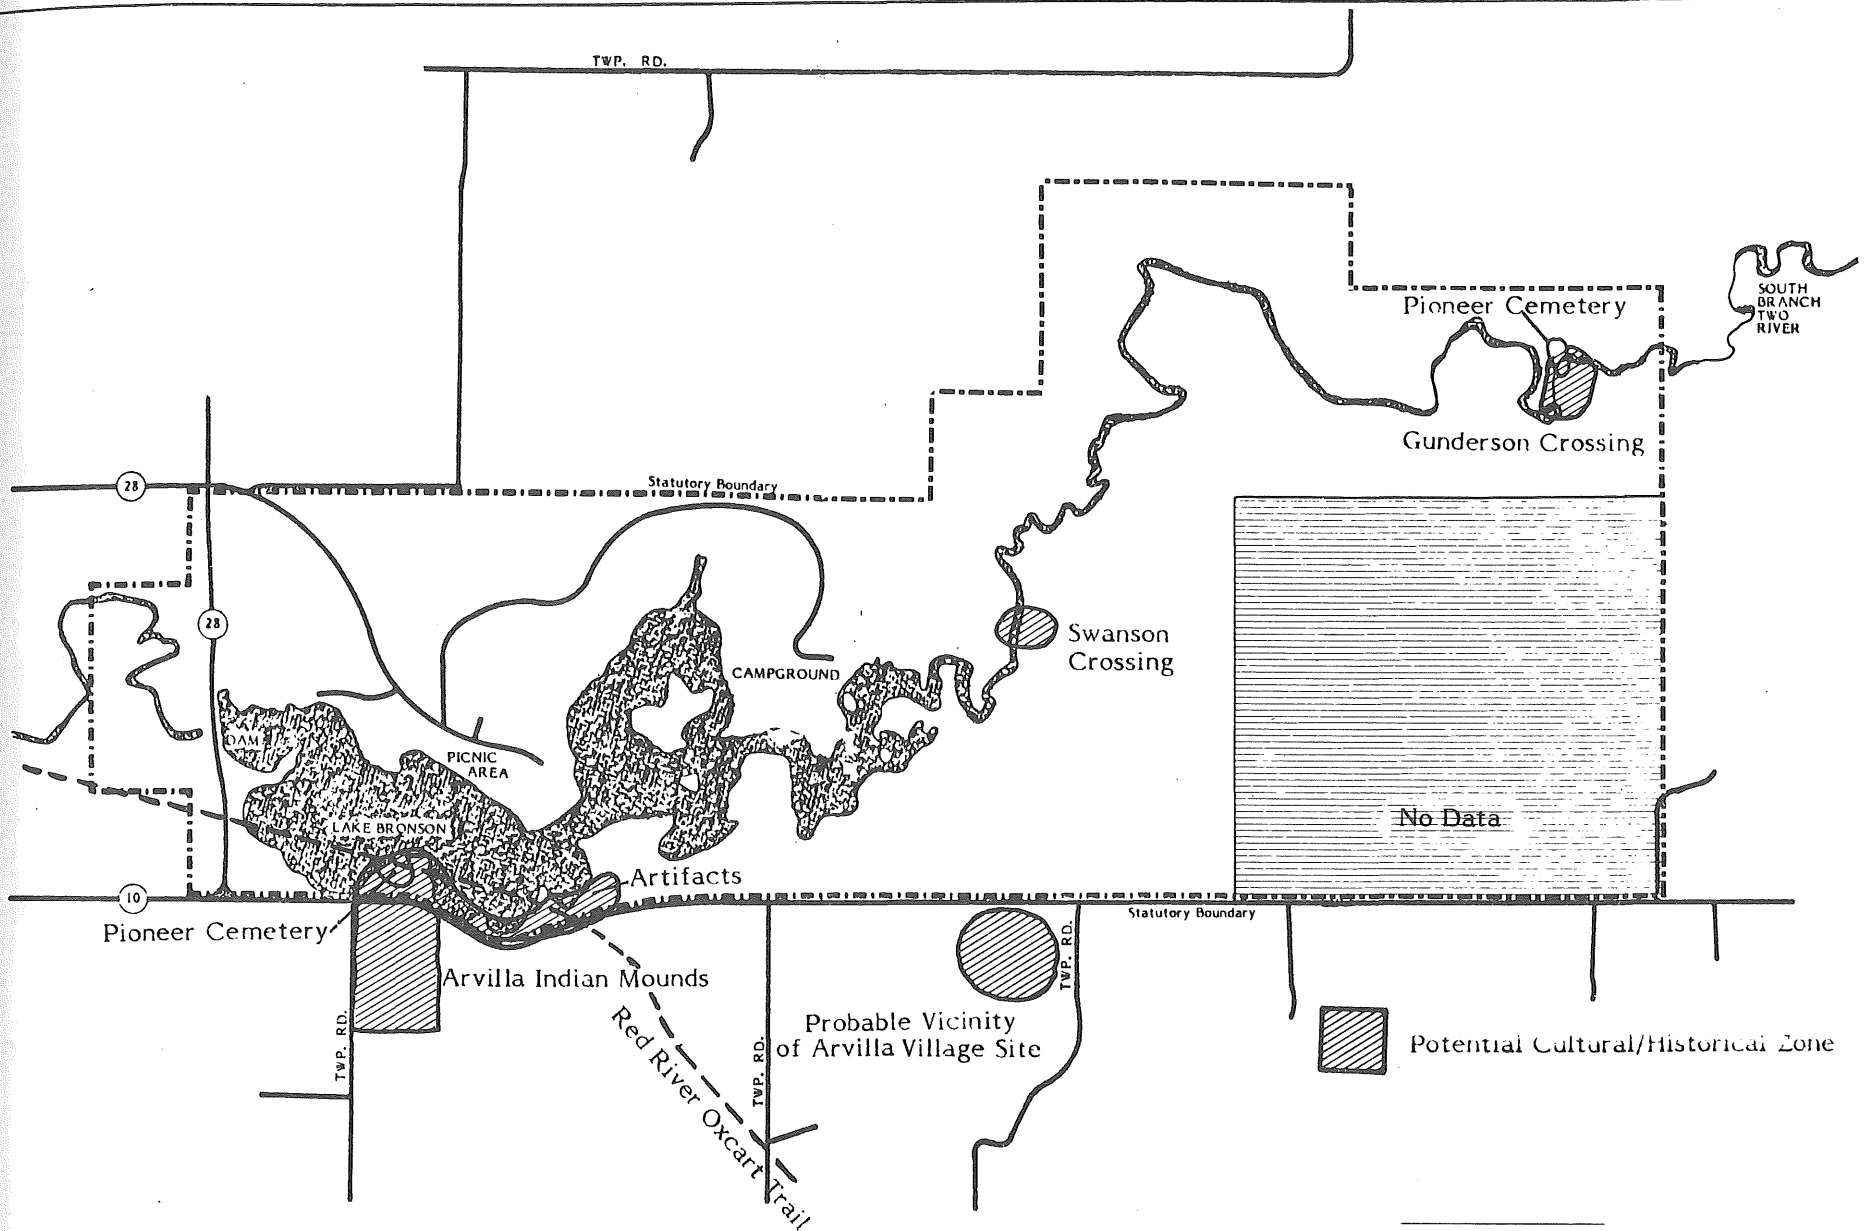 TWP. RD.
SOUTH
BRANCH
TWO
RIVER
Pioneer Cemetery
Gunderson Crossing
28
Statutory Boundary
28
Swanson
Crossing
CAMPGROUND
DAM
PICNIC
AREA
No Data
LAKE BRONSON
Artifacts
10
Statutory Boundary
Pioneer Cemetery
TWP. RD.
Arvilla Indian Mounds
Red River Oxcart Trail
Probable Vicinity
of Arvilla Village Site
TWP. RD.
TWP. RD.
Potential Cultural/Historical Zone